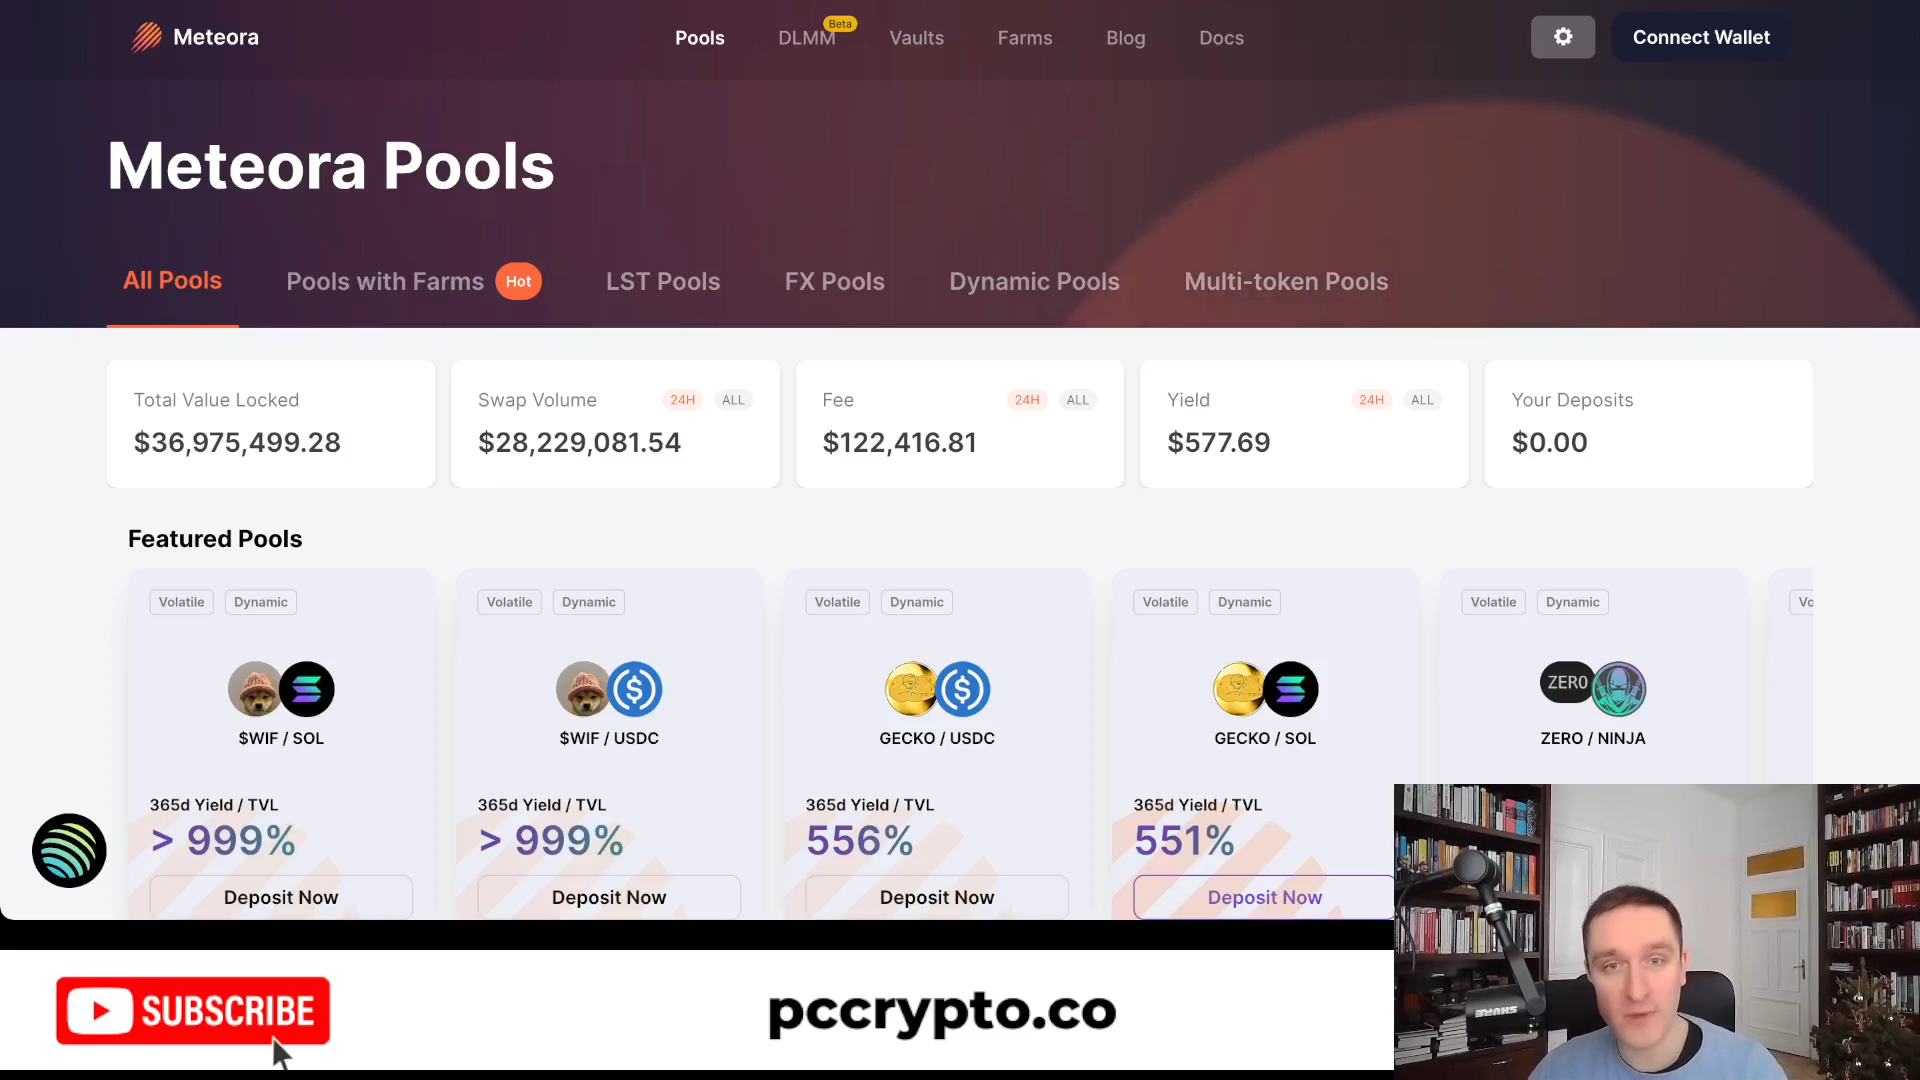 Meteora
Pools
DLMM
Beta
Vaults
Farms
Blog
Docs
Connect Wallet
Meteora Pools
All Pools
Pools with Farms
Hot
LST Pools
FX Pools
Dynamic Pools
Multi-token Pools
Total Value Locked
$36,975,499.28
Swap Volume
24H
ALL
$28,229,081.54
Fee
24H
ALL
$122,416.81
Yield
24H
ALL
$577.69
Your Deposits
$0.00
Featured Pools
Volatile
Dynamic
$WIF / SOL
365d Yield / TVL
> 999%
Deposit Now
Volatile
Dynamic
$WIF / USDC
365d Yield / TVL
> 999%
Deposit Now
Volatile
Dynamic
GECKO / USDC
365d Yield / TVL
556%
Deposit Now
Volatile
Dynamic
GECKO / SOL
365d Yield / TVL
551%
Deposit Now
Volatile
Dynamic
ZERO
ZERO / NINJA
Vo
SUBSCRIBE
pccrypto.co
SHURE